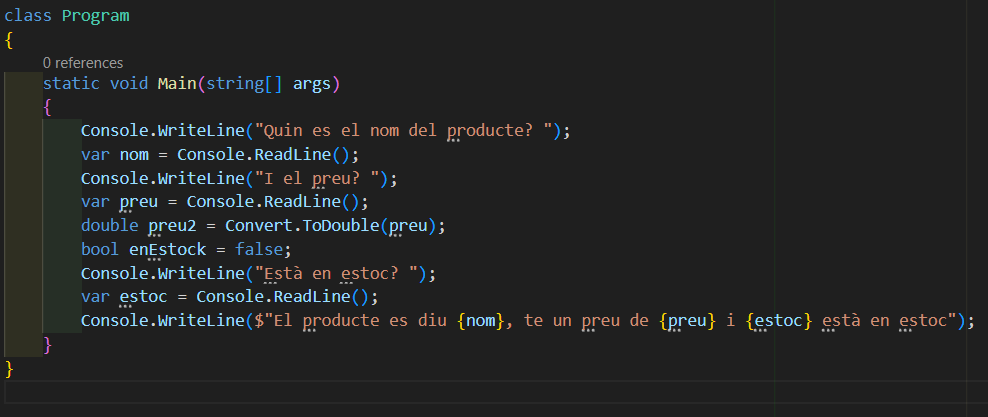 class Program
{
0 references
static void Main(string[] args)
{
Console.WriteLine("Quin es el nom del producte? ");
var nom = Console.ReadLine();
Console.WriteLine("I el preu? ");
var preu = Console.ReadLine();
double preu2 = Convert.ToDouble(preu);
bool enEstock = false;
Console.WriteLine("Està en estoc? ");
var estoc = Console.ReadLine();
Console.WriteLine($"El producte es diu {nom}, te un preu de {preu} i {estoc} està en estoc");
}
}